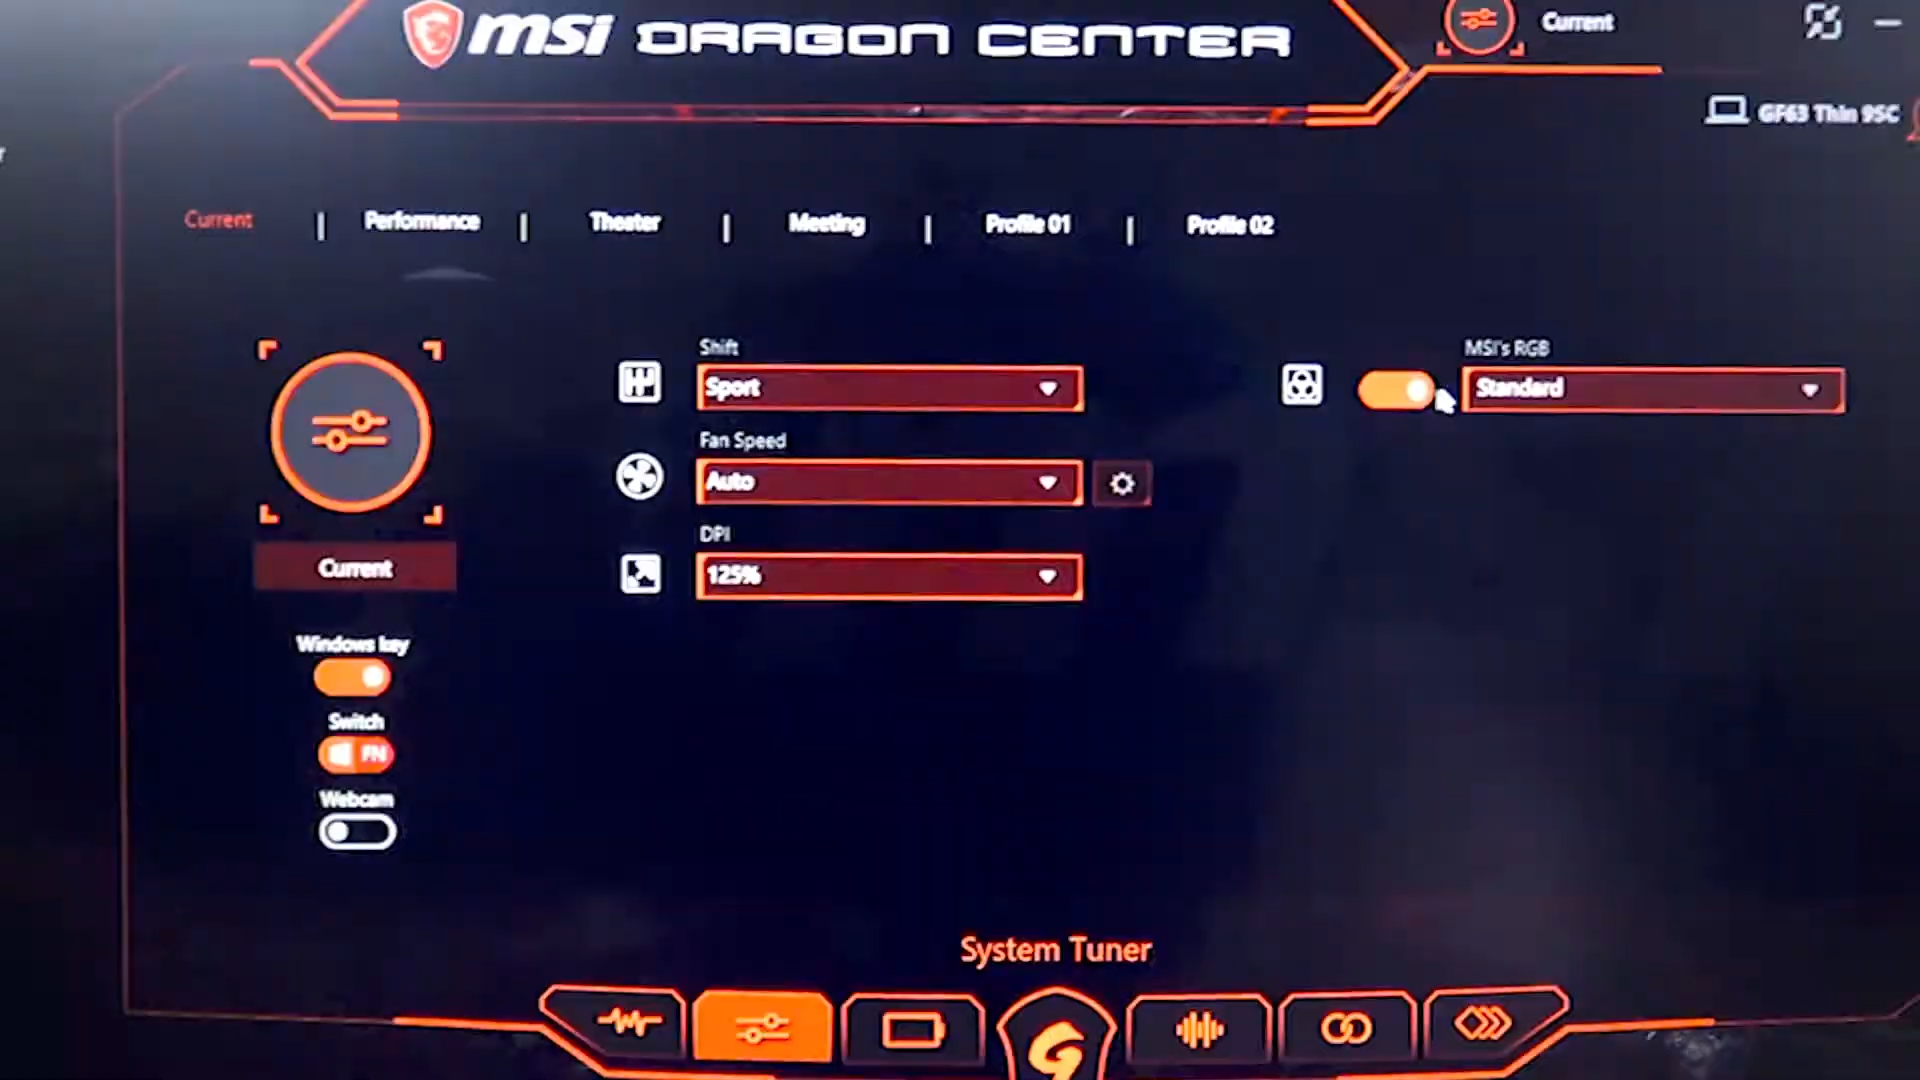 msi DRAGON CENTER
Current
GF63 Thin 9SC
Current | Performance | Theater | Meeting | Profile 01 | Profile 02
Shift
Sport
MSI's RGB
Standard
Fan Speed
Auto
DPI
125%
Current
Windows key
Switch
FN
Webcam
System Tuner